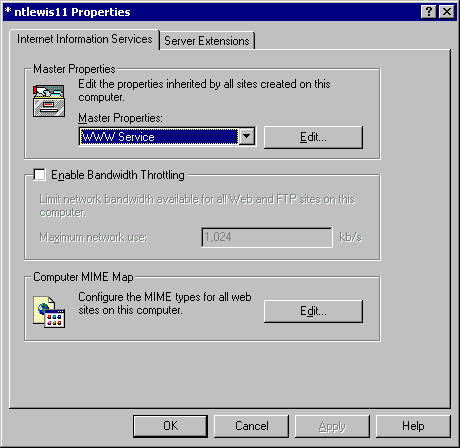 * ntlewis11 Properties
Internet Information Services
Server Extensions
Master Properties
Edit the properties inherited by all sites created on this
computer.
Master Properties:
WWW Service
Edit...
Enable Bandwidth Throttling
Limit network bandwidth available for all Web and FTP sites on this
computer.
Maximum network use:
1,024
kb/s
Computer MIME Map
Configure the MIME types for all web
sites on this computer.
Edit...
OK
Cancel
Apply
Help